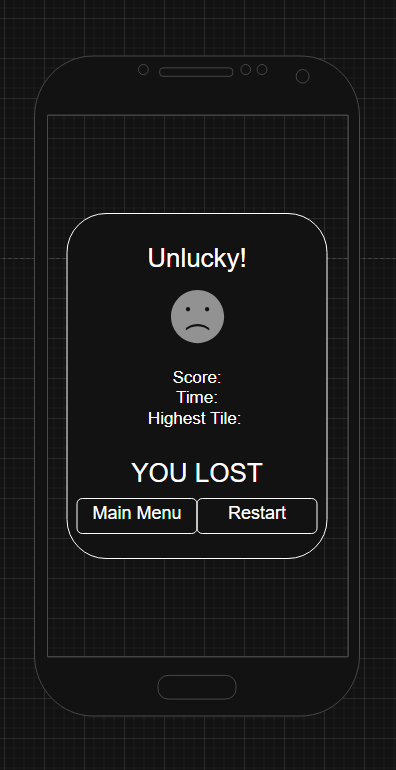 Unlucky!
Score:
Time:
Highest Tile:
YOU LOST
Main Menu Restart